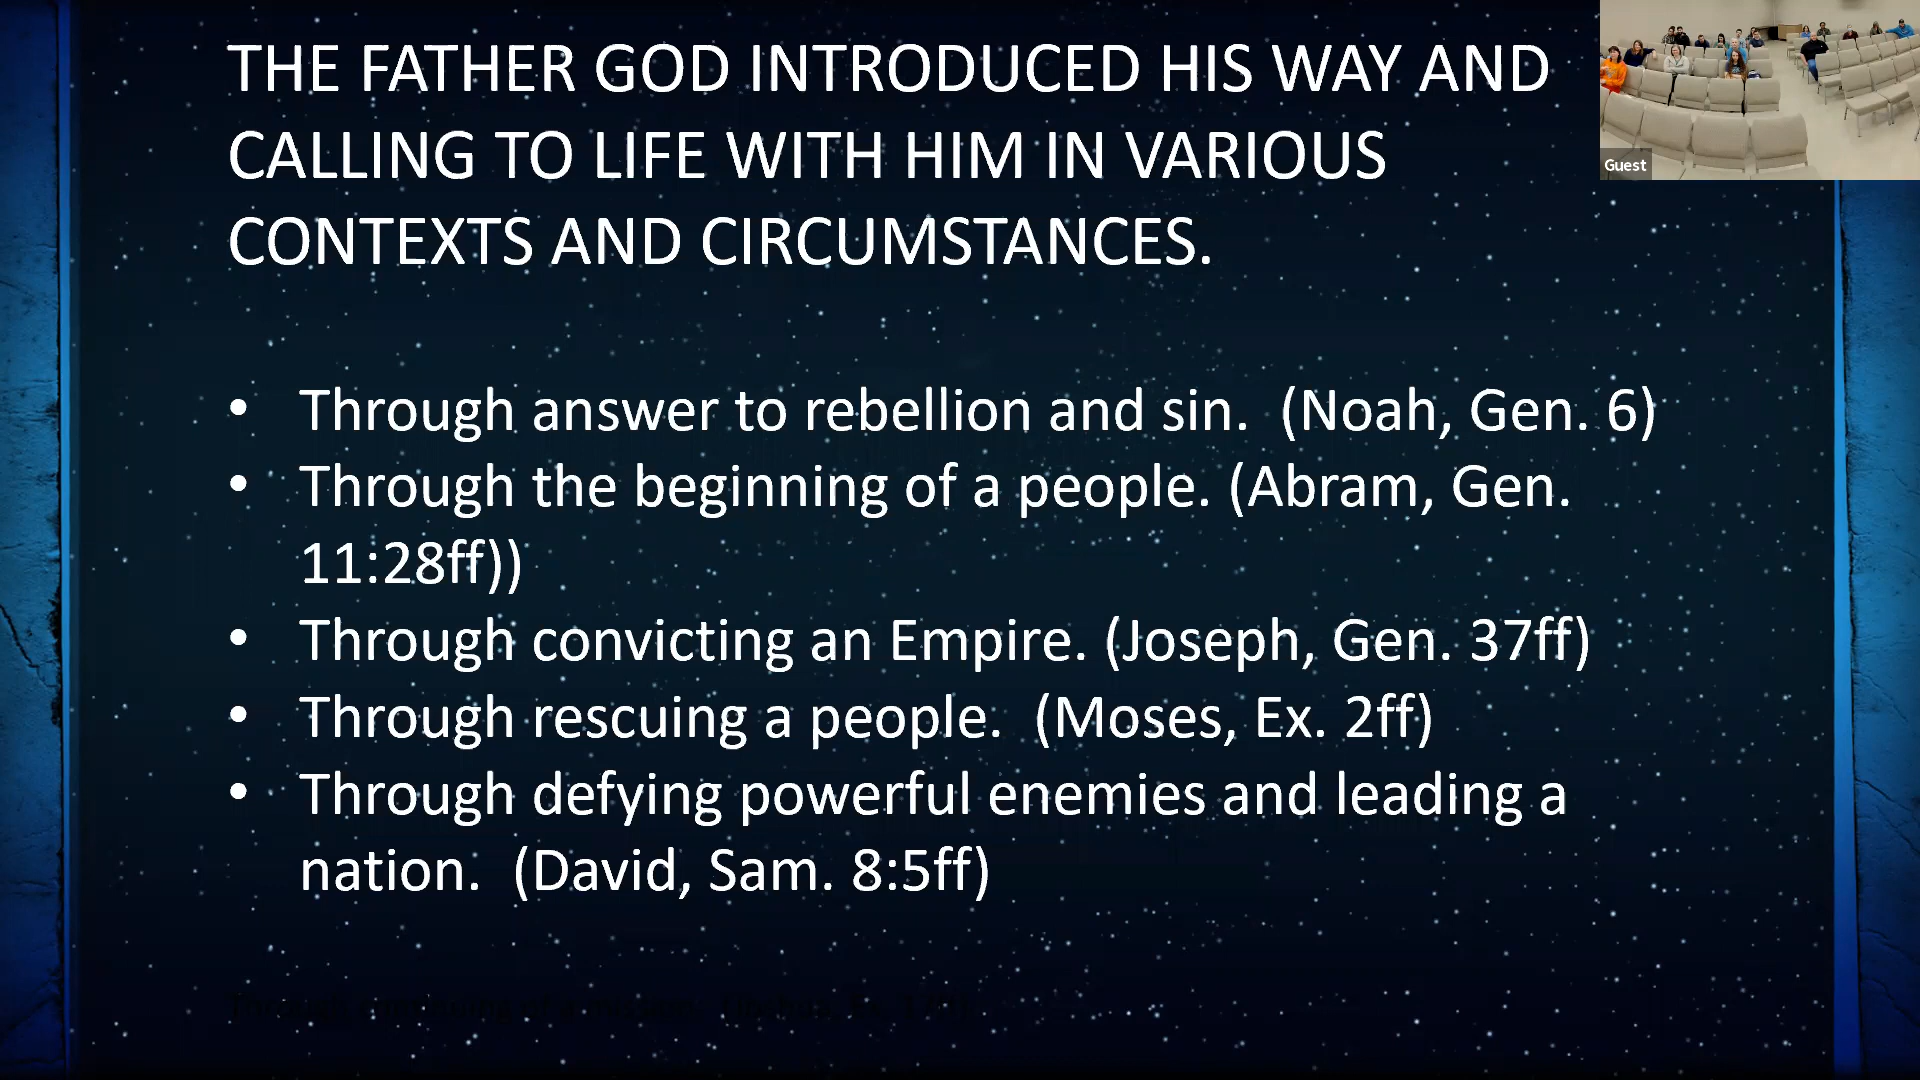 THE FATHER GOD INTRODUCED HIS WAY AND
CALLING TO LIFE WITH HIM IN VARIOUS
CONTEXTS AND CIRCUMSTANCES.
Guest
• Through answer to rebellion and sin.  (Noah, Gen. 6)
• Through the beginning of a people. (Abram, Gen.
11:28ff))
• Through convicting an Empire. (Joseph, Gen. 37ff)
• Through rescuing a people.  (Moses, Ex. 2ff)
• Through defying powerful enemies and leading a
nation.  (David, Sam. 8:5ff)
Through